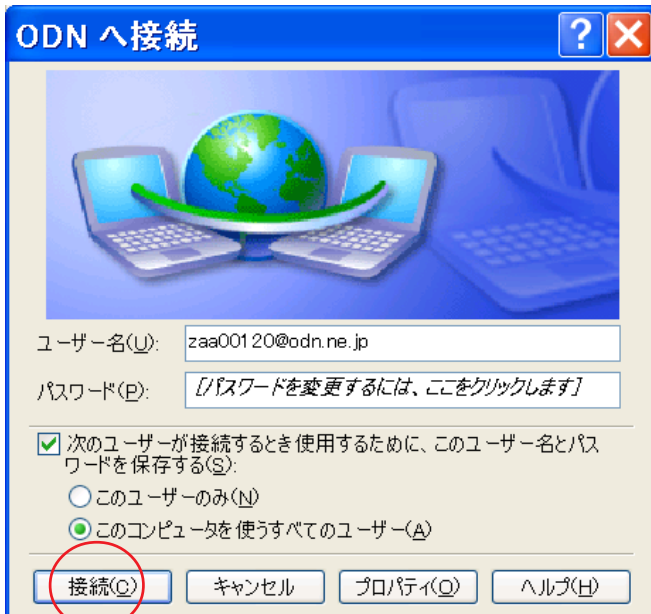 ODN へ接続
ユーザー名(U):
zaa00120@odn.ne.jp
パスワード(P):
[パスワードを変更するには、ここをクリックします]
次のユーザーが接続するとき使用するために、このユーザー名とパス
ワードを保存する(S):
このユーザーのみ(N)
このコンピュータを使うすべてのユーザー(A)
接続(C)
キャンセル
プロパティ(O)
ヘルプ(H)